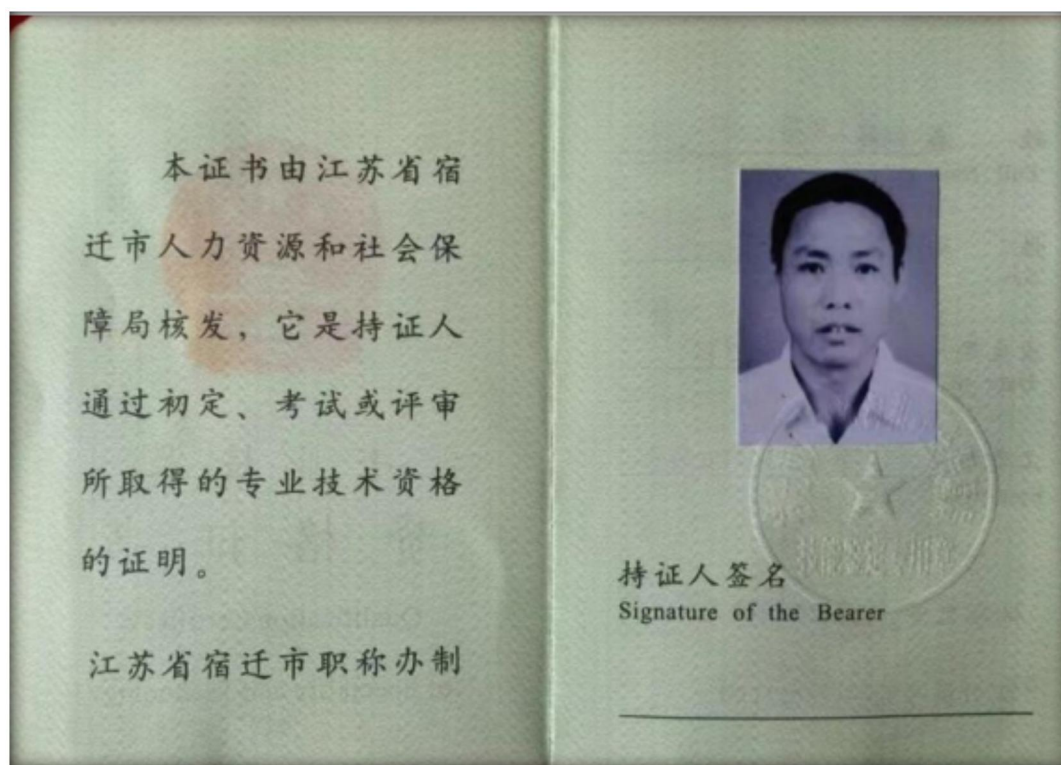 本证书由江苏省宿
迁市人力资源和社会保
障局核发，它是持证人
通过初定、考试或评审
所取得的专业技术资格
的证明。
江苏省宿迁市职称办制
持证人签名
Signature of the Bearer